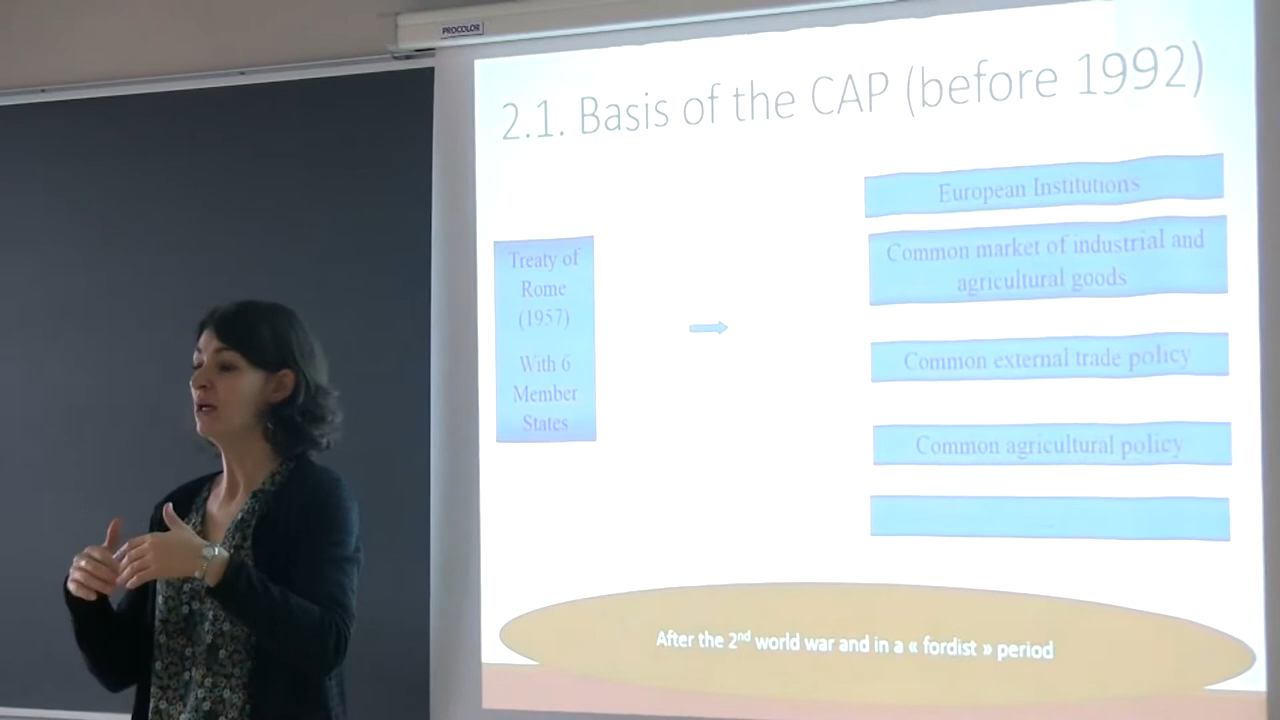 PROCOLOR
2.1. Basis of the CAP (before 1992)
Treaty of
Rome
(1957)
With 6
Member
States
European Institutions
Common market of industrial and
agricultural goods
Common external trade policy
Common agricultural policy
After the 2nd world war and in a « fordist » period